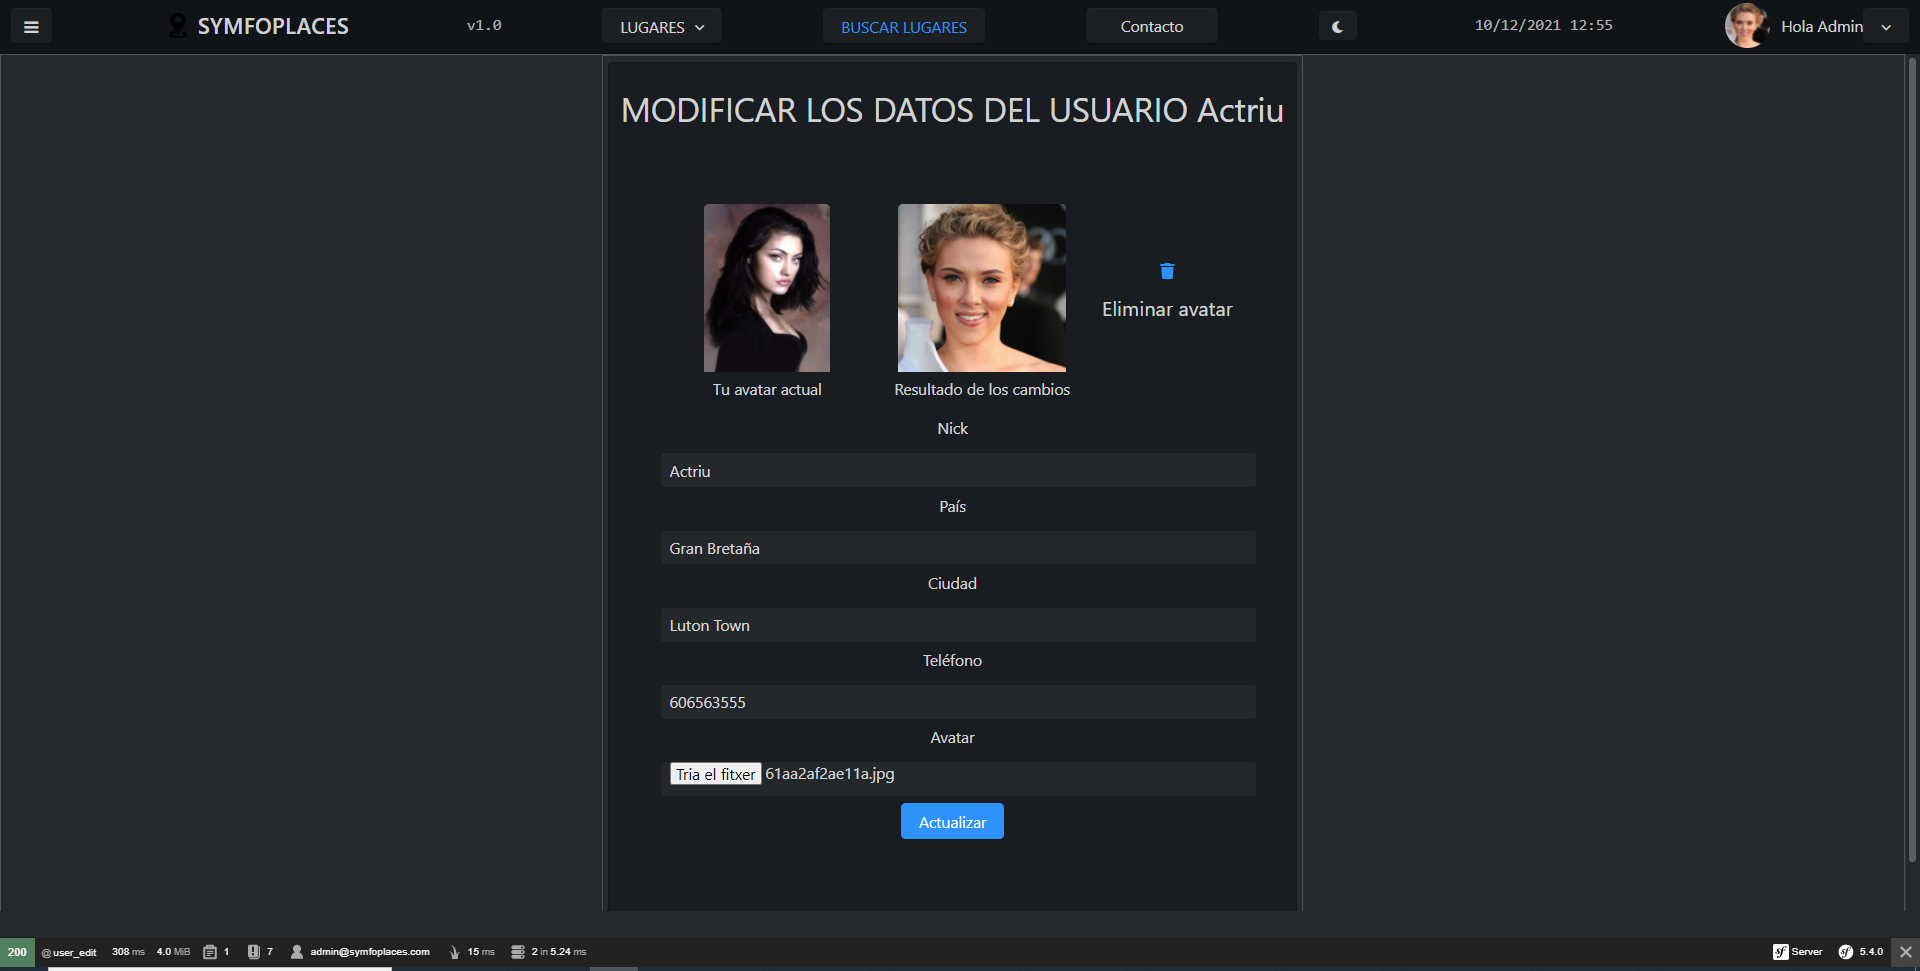 SYMFOPLACES
v1.0
LUGARES
BUSCAR LUGARES
Contacto
10/12/2021 12:55
Hola Admin
MODIFICAR LOS DATOS DEL USUARIO Actriu
Eliminar avatar
Tu avatar actual
Resultado de los cambios
Nick
Actriu
País
Gran Bretaña
Ciudad
Luton Town
Teléfono
606563555
Avatar
Tria el fitxer 61aa2af2ae11a.jpg
Actualizar
200 @user_edit 308 ms 4.0 MiB 1 7 admin@symfoplaces.com 15 ms 2 in 5.24 ms sf Server sf 5.4.0